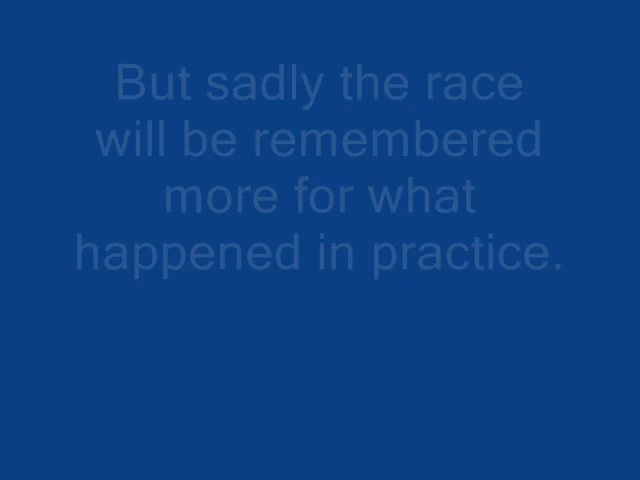 But sadly the race
will be remembered
more for what
happened in practice.